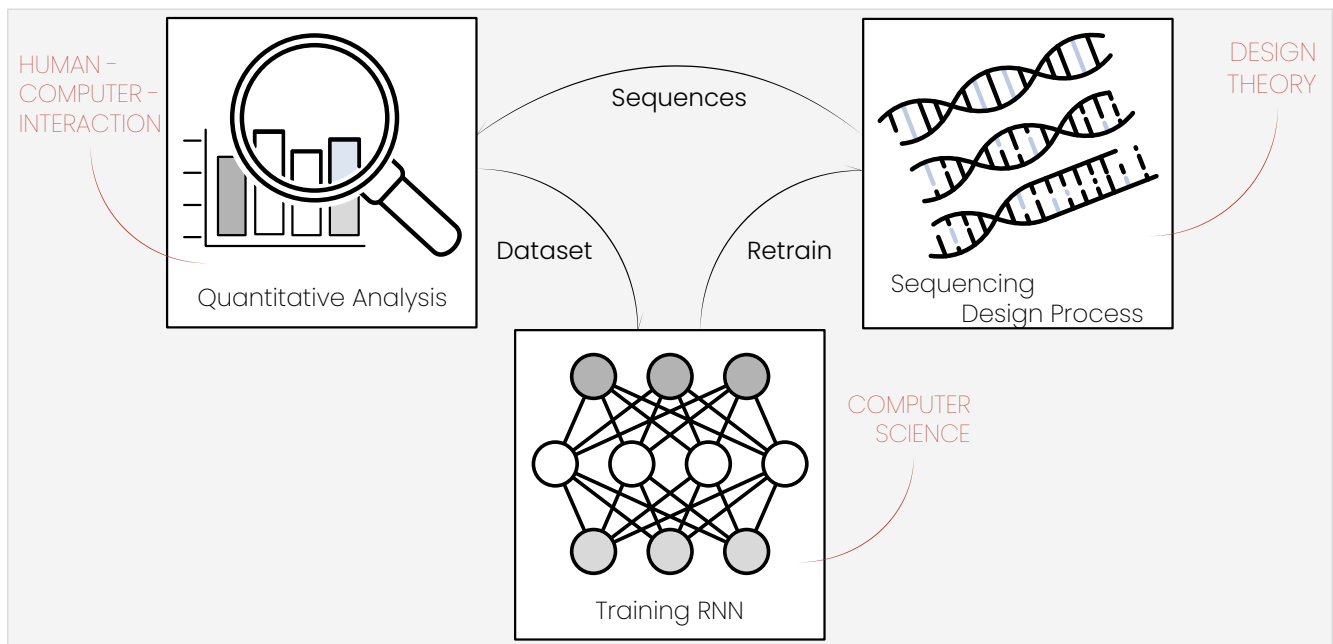 HUMAN -
COMPUTER -
INTERACTION
Quantitative Analysis
Sequences
Dataset
Retrain
DESIGN
THEORY
Sequencing
Design Process
COMPUTER
SCIENCE
Training RNN